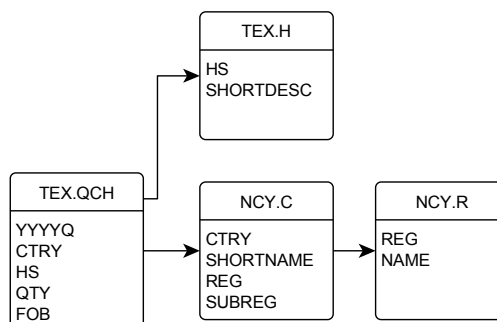 TEX.H
HS
SHORTDESC
TEX.QCH
YYYYQ
CTRY
HS
QTY
FOB
NCY.C
CTRY
SHORTNAME
REG
SUBREG
NCY.R
REG
NAME